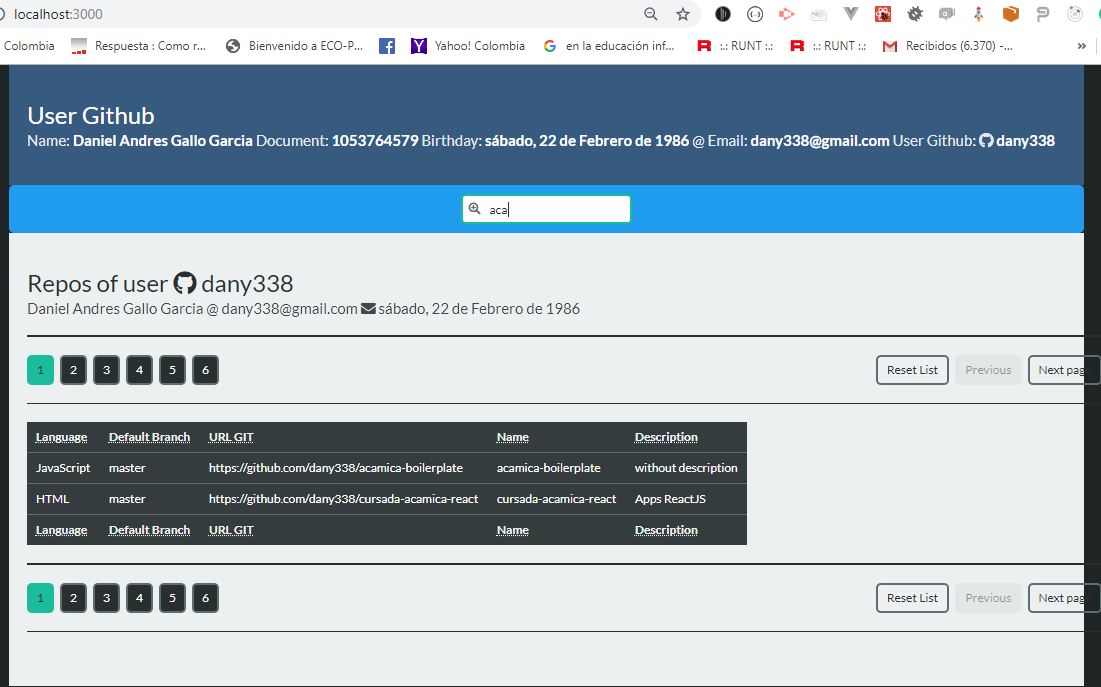 localhost:3000
Colombia Respuesta : Como r... Bienvenido a ECO-P... Yahoo! Colombia en la educación inf... :.: RUNT :.: :.: RUNT :.: Recibidos (6.370) -... »
User Github
Name: Daniel Andres Gallo Garcia Document: 1053764579 Birthday: sábado, 22 de Febrero de 1986 @ Email: dany338@gmail.com User Github: dany338
aca
Repos of user dany338
Daniel Andres Gallo Garcia @ dany338@gmail.com sábado, 22 de Febrero de 1986
1 2 3 4 5 6 Reset List Previous Next pag
Language Default Branch URL GIT Name Description
JavaScript master https://github.com/dany338/acamica-boilerplate acamica-boilerplate without description
HTML master https://github.com/dany338/cursada-acamica-react cursada-acamica-react Apps ReactJS
Language Default Branch URL GIT Name Description
1 2 3 4 5 6 Reset List Previous Next pag